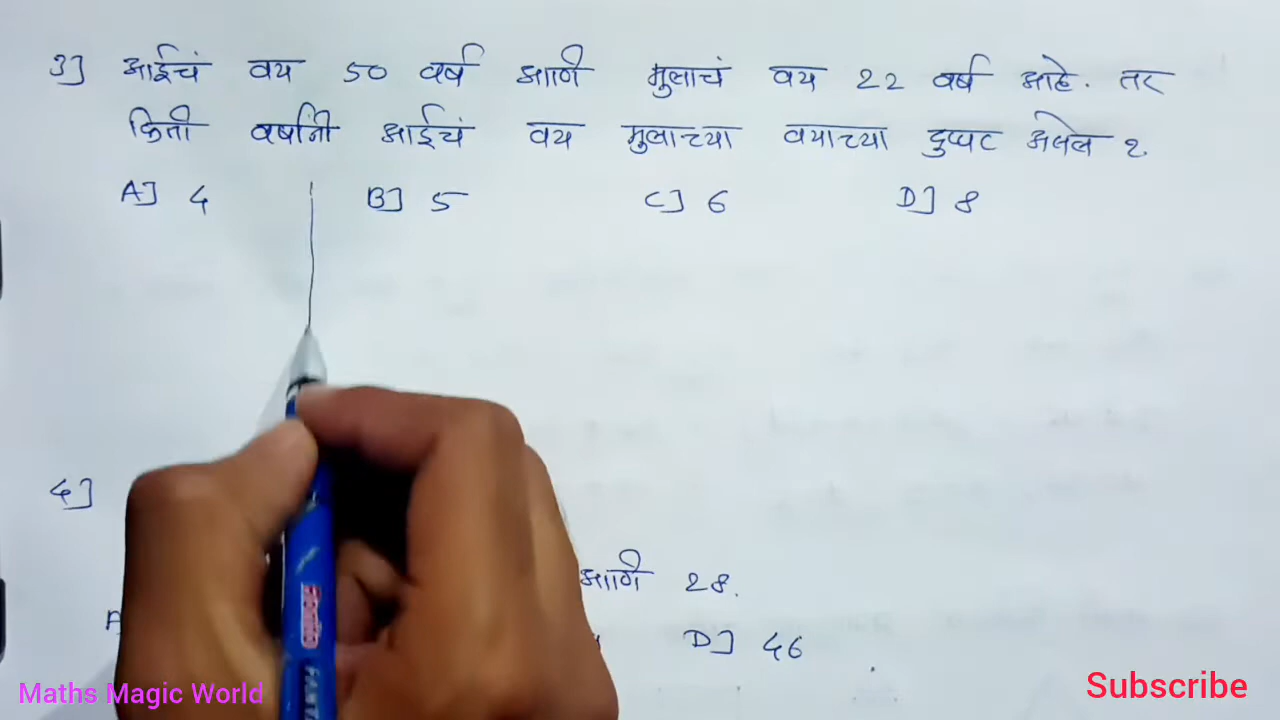 3] आईचं वय 50 वर्ष आणि मुलाचं वय 22 वर्ष आहे. तर
किती वर्षांनी आईचं वय मुलाच्या वयाच्या दुप्पट असेल ?
A] 4 B] 5 C] 6 D] 8
4]
आणि 28.
D] 46
Maths Magic World
Subscribe